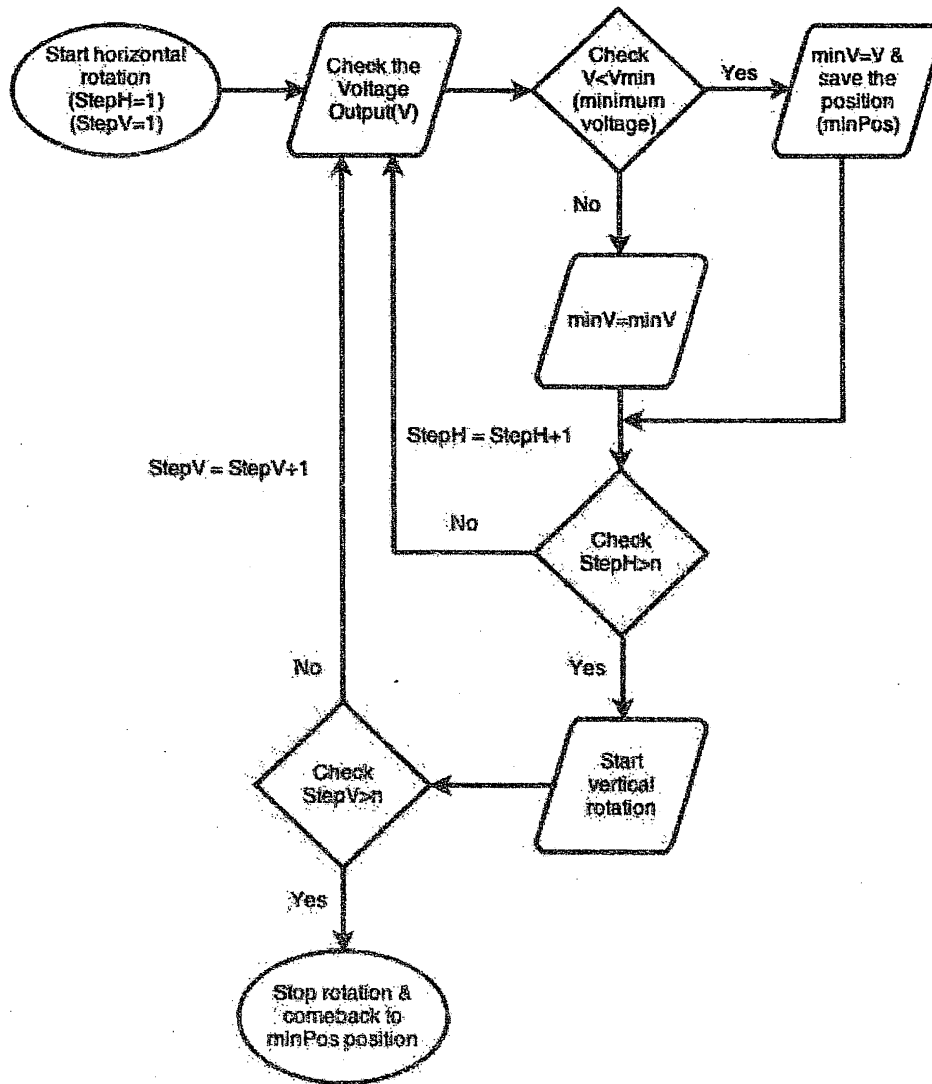 Start horizontal
rotation
(StepH=1)
(StepV=1)
Check the
Voltage
Output(V)
Check
V<Vmin
(minimum
voltage)
Yes
minV=V &
save the
position
(minPos)
No
minV=minV
StepH = StepH+1
StepV = StepV+1
No
Check
StepH>n
Yes
No
Start
vertical
rotation
Check
StepV>n
Yes
Stop rotation &
comeback to
minPos position